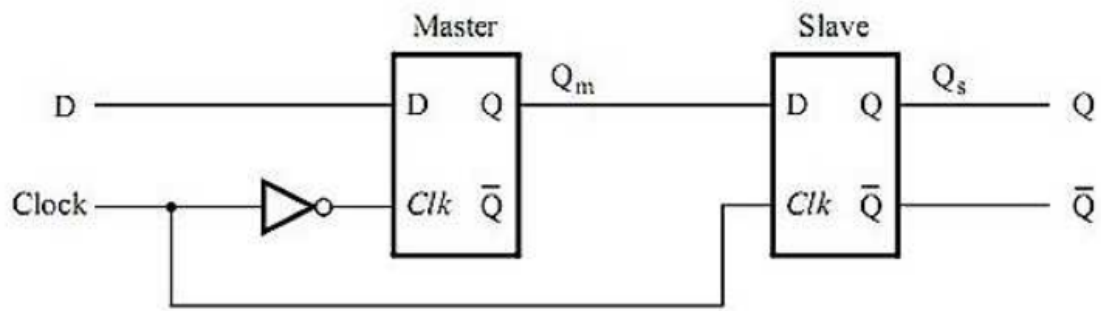 Master Slave
D D Q Qm D Q Qs Q
Clock Clk Q̅ Clk Q̅ Q̅